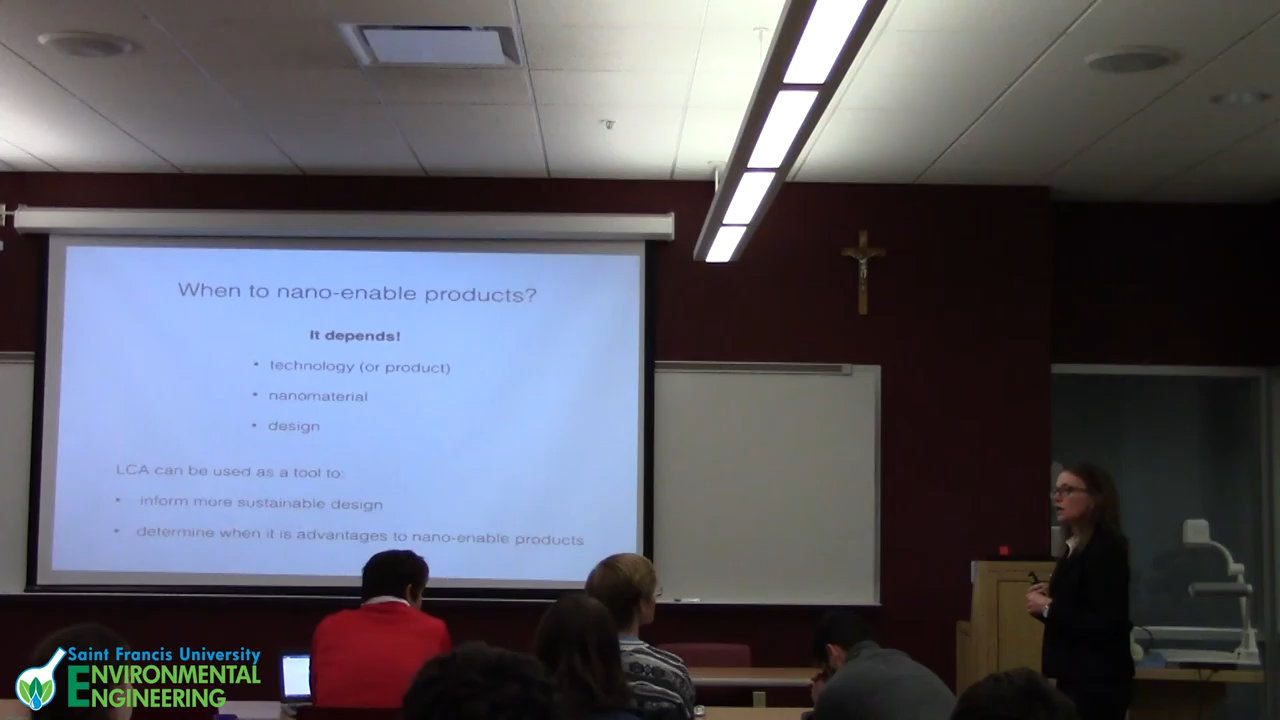 When to nano-enable products?
It depends!
• technology (or product)
• nanomaterial
• design
LCA can be used as a tool to:
• inform more sustainable design
• determine when it is advantages to nano-enable products
Saint Francis University
ENVIRONMENTAL
ENGINEERING